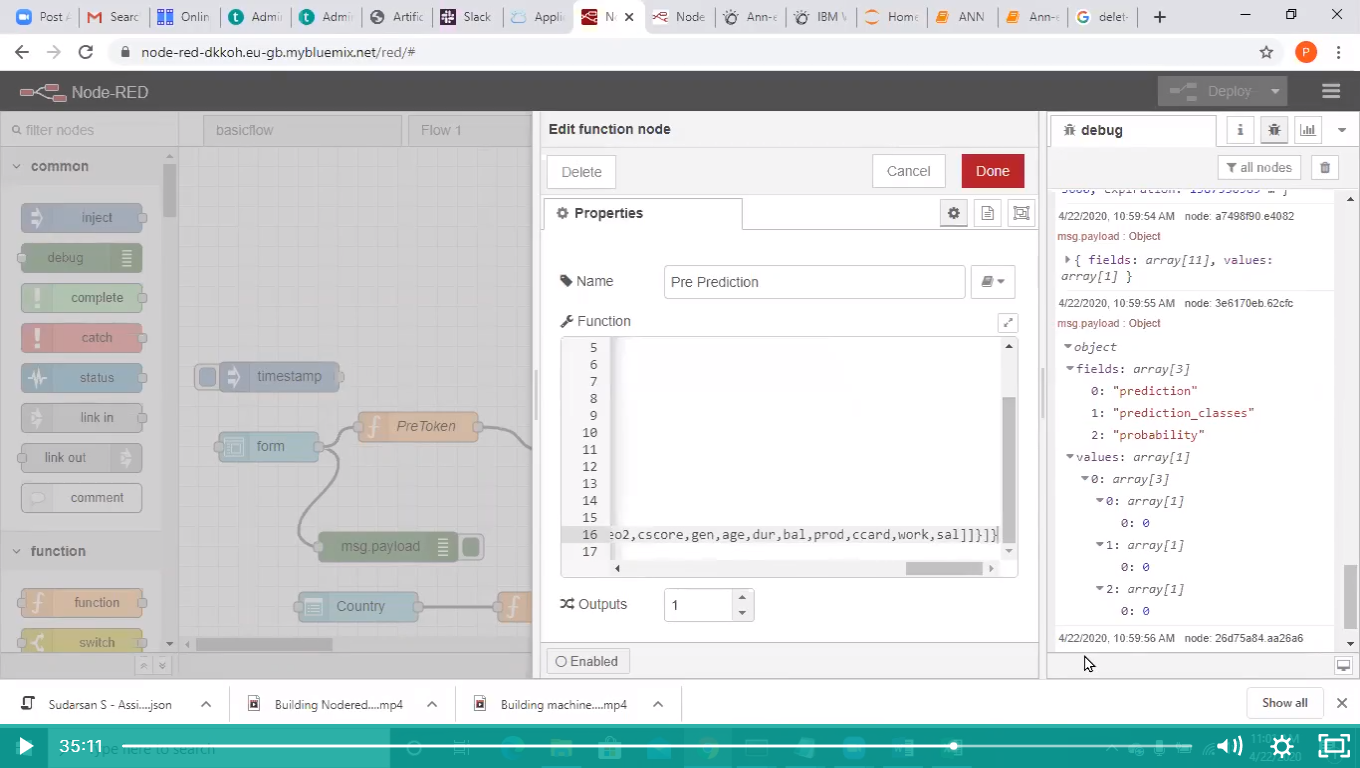 Post A
Searc
Onlin
Admi
Admi
Artific
Slack
Appli
Node
Ann-e
IBM V
Home
ANN
Ann-e
delet-
node-red-dkkoh.eu-gb.mybluemix.net/red/#
P
Node-RED
Deploy
filter nodes
basicflow
Flow 1
Edit function node
debug
common
Delete
Cancel
Done
all nodes
inject
Properties
4/22/2020, 10:59:54 AM node: a7498f90.e4082
msg.payload : Object
debug
{ fields: array[11], values:
array[1] }
complete
Name
Pre Prediction
4/22/2020, 10:59:55 AM node: 3e6170eb.62cfc
msg.payload : Object
catch
Function
object
status
timestamp
fields: array[3]
0: "prediction"
1: "prediction_classes"
2: "probability"
link in
PreToken
link out
form
values: array[1]
0: array[3]
0: array[1]
0: 0
comment
1: array[1]
0: 0
2: array[1]
0: 0
5
6
7
8
9
10
11
12
13
14
15
16 eo2,cscore,gen,age,dur,bal,prod,ccard,work,sal]]}]}
17
msg.payload
function
function
Country
Outputs
1
switch
4/22/2020, 10:59:56 AM node: 26d75a84.aa26a6
Enabled
Sudarsan S - Assi....json
Building Nodered....mp4
Building machine....mp4
Show all
35:11
e to search
4/22/2020